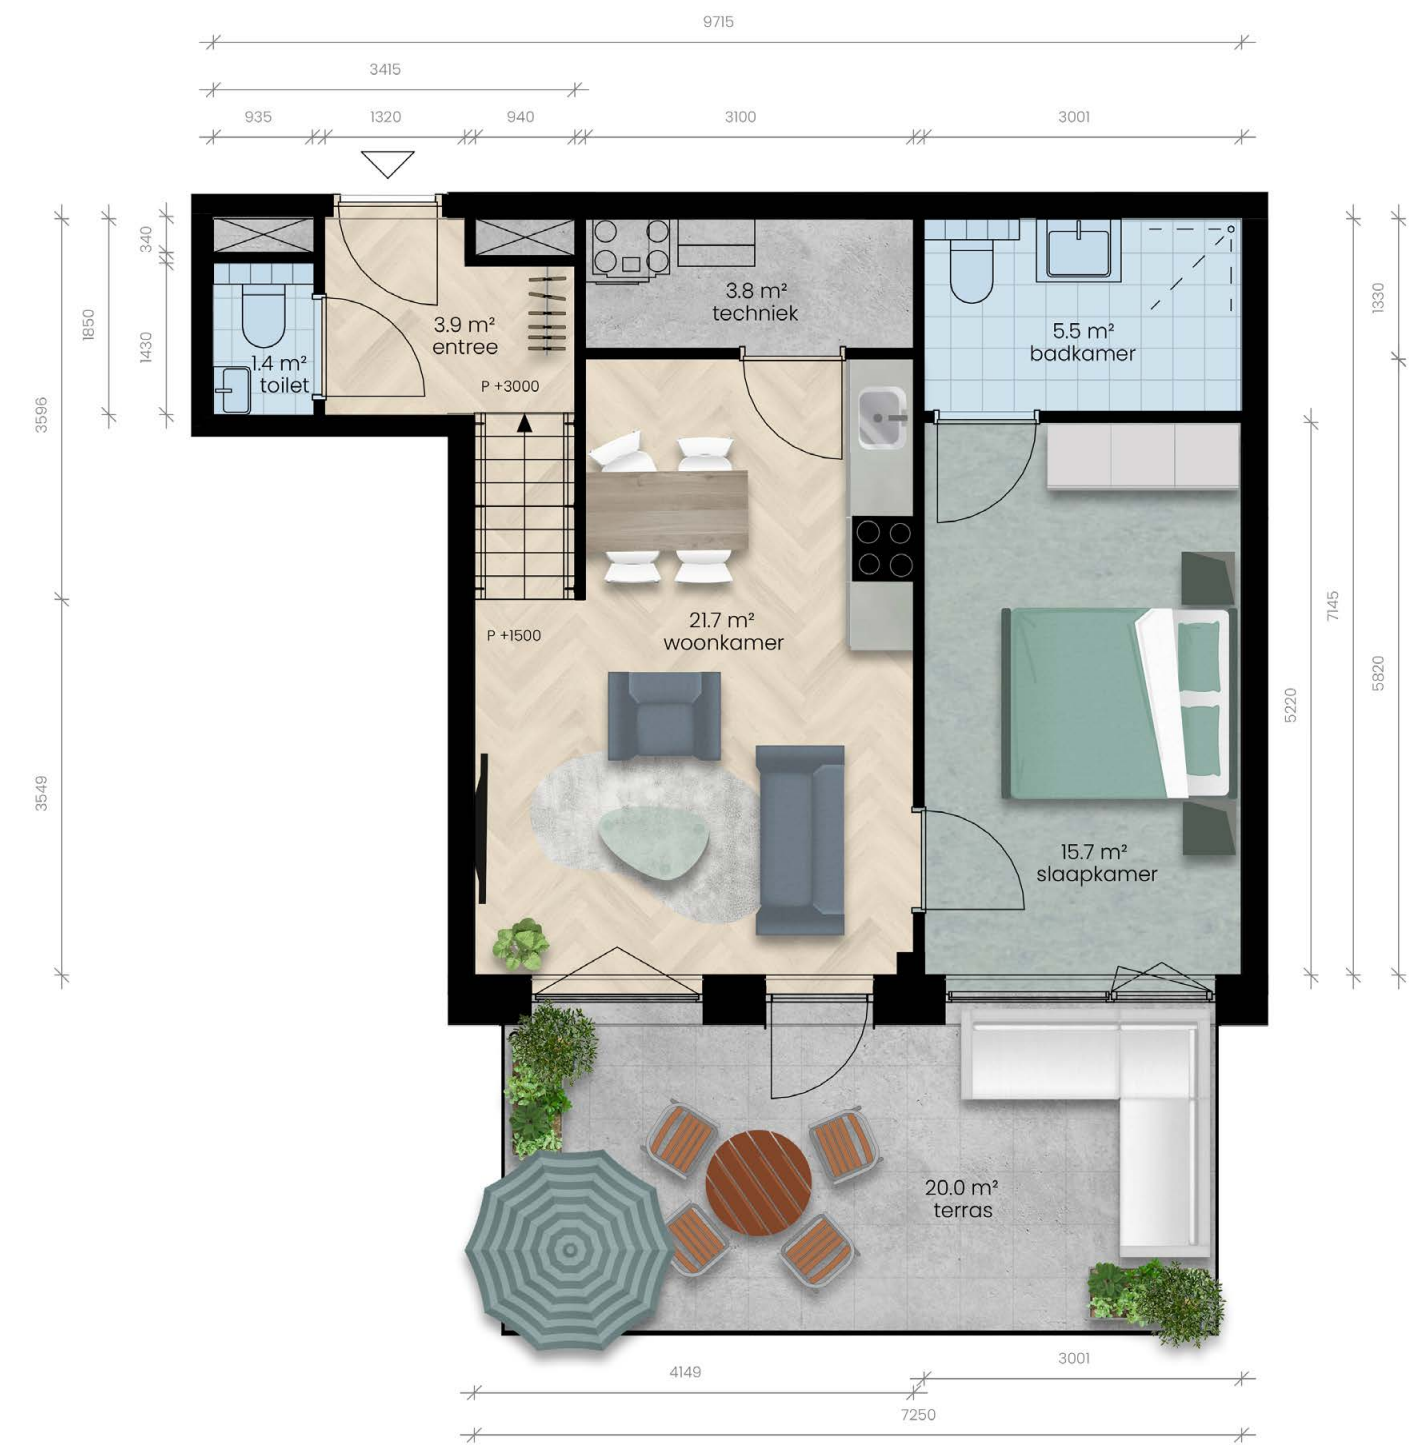 9715
3415
935
1320
940
3100
3001
340
1850
1430
3596
3549
1330
7145
5820
5220
3.8 m²
techniek
3.9 m²
entree
5.5 m²
badkamer
1.4 m²
toilet
P +3000
21.7 m²
woonkamer
P +1500
15.7 m²
slaapkamer
20.0 m²
terras
3001
4149
7250